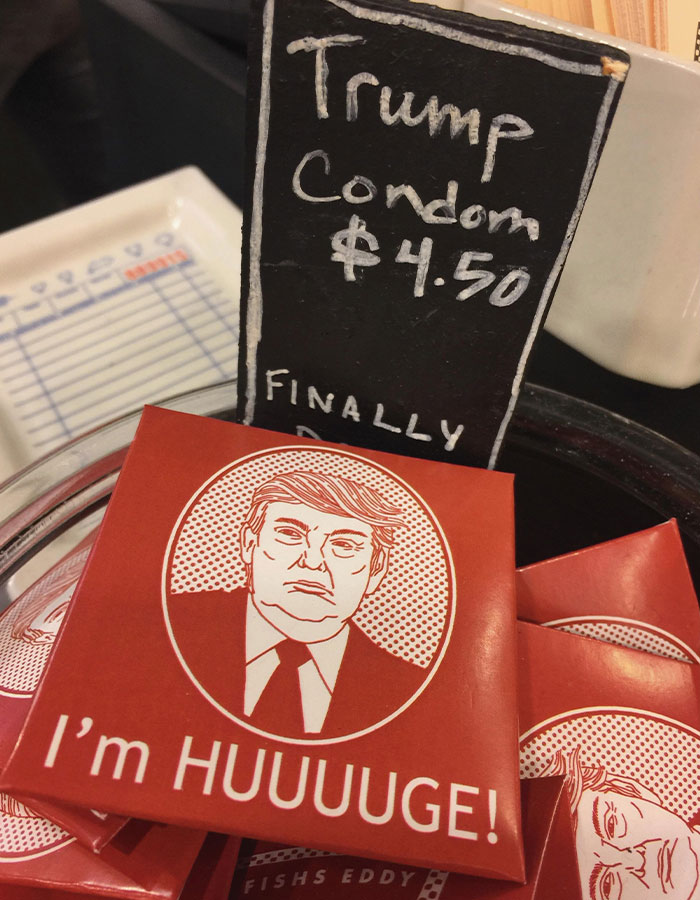 Trump
Condom
$4.50
FINALLY
I'm HUUUUGE!
FISHS EDDY